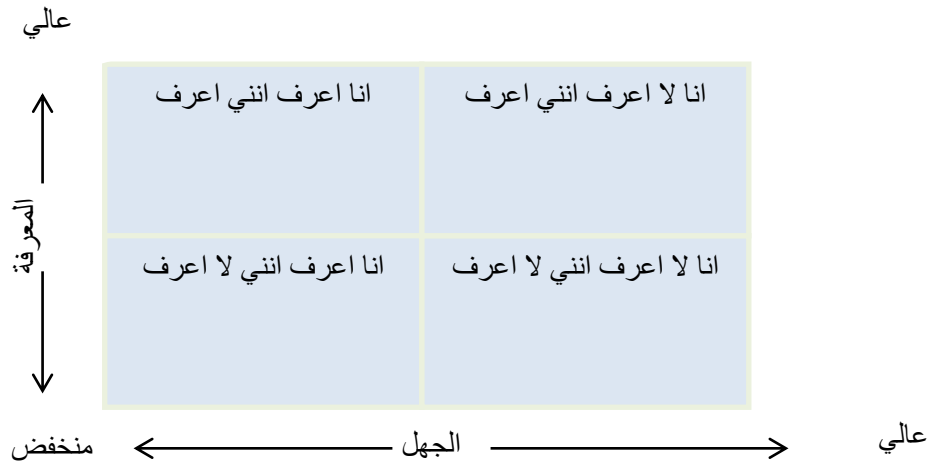 عالي
انا لا اعرف انني اعرف
انا اعرف انني اعرف
المعرفة
انا لا اعرف انني لا اعرف
انا اعرف انني لا اعرف
عالي
الجهل
منخفض